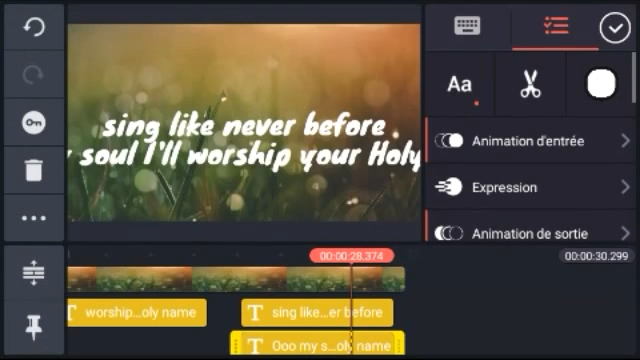 sing like never before
soul I'll worship your Holy
Aa
Animation d'entrée
Expression
Animation de sortie
00:00:28.374
00:00:30.299
T worship...oly name
T sing like...er before
T Ooo my s...oly name